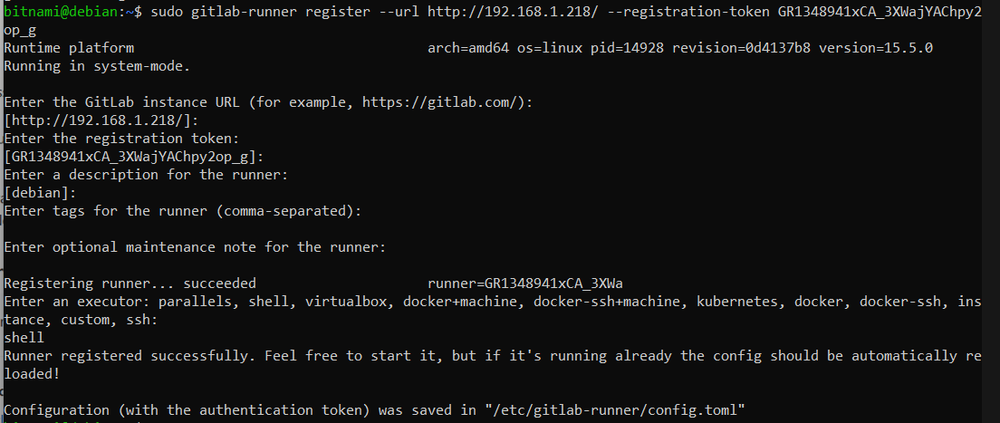 bitnami@debian:~$ sudo gitlab-runner register --url http://192.168.1.218/ --registration-token GR1348941xCA_3XWajYAChpy2
op_g
Runtime platform                                    arch=amd64 os=linux pid=14928 revision=0d4137b8 version=15.5.0
Running in system-mode.

Enter the GitLab instance URL (for example, https://gitlab.com/):
[http://192.168.1.218/]:
Enter the registration token:
[GR1348941xCA_3XWajYAChpy2op_g]:
Enter a description for the runner:
[debian]:
Enter tags for the runner (comma-separated):

Enter optional maintenance note for the runner:

Registering runner... succeeded                     runner=GR1348941xCA_3XWa
Enter an executor: parallels, shell, virtualbox, docker+machine, docker-ssh+machine, kubernetes, docker, docker-ssh, ins
tance, custom, ssh:
shell
Runner registered successfully. Feel free to start it, but if it's running already the config should be automatically re
loaded!

Configuration (with the authentication token) was saved in "/etc/gitlab-runner/config.toml"